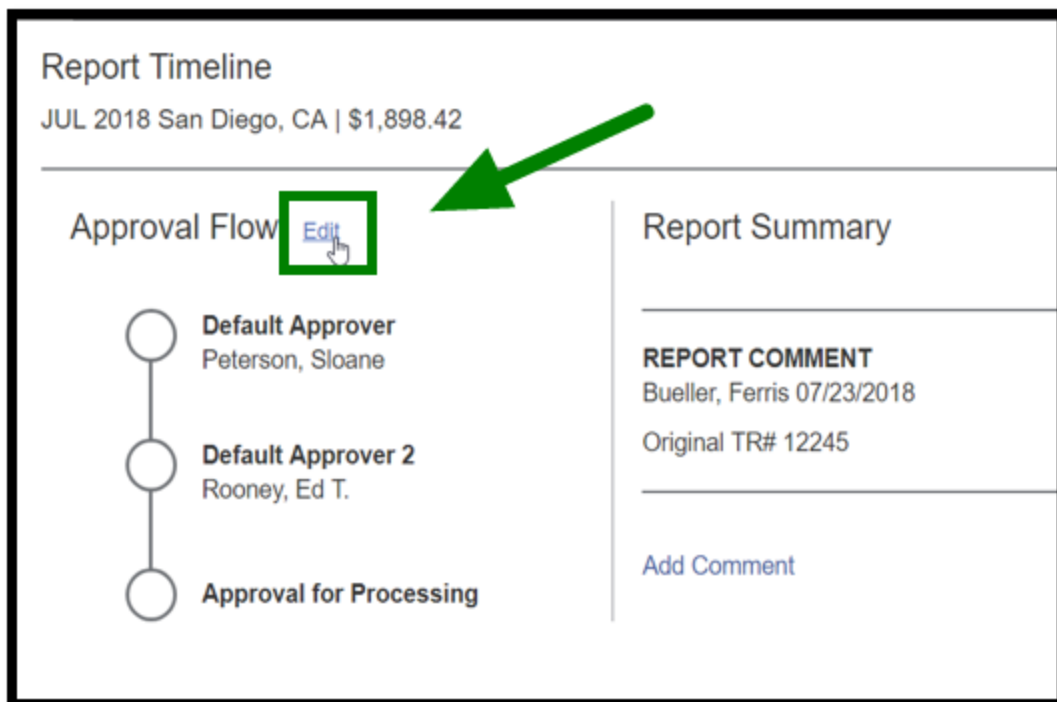 Report Timeline
JUL 2018 San Diego, CA | $1,898.42
Approval Flow Edit
Default Approver
Peterson, Sloane
Default Approver 2
Rooney, Ed T.
Approval for Processing
Report Summary
REPORT COMMENT
Bueller, Ferris 07/23/2018
Original TR# 12245
Add Comment